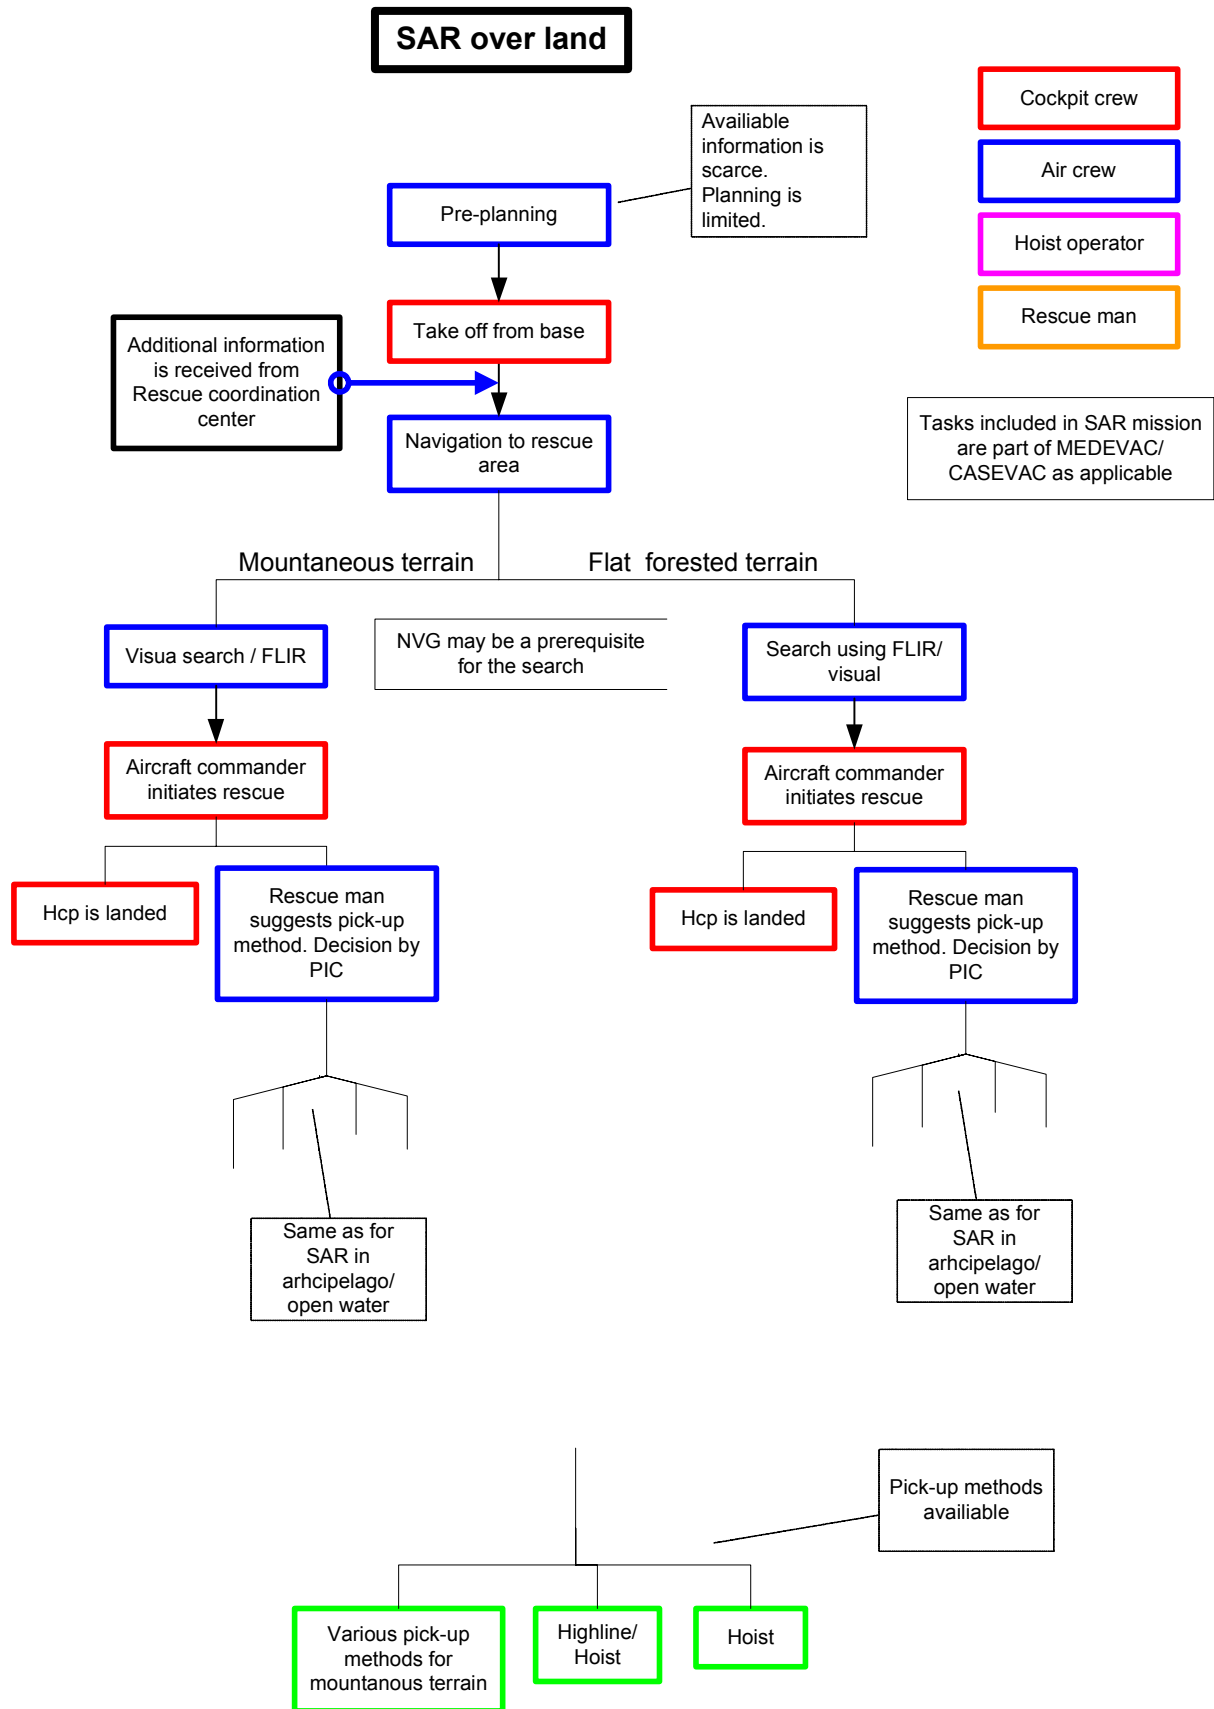 SAR over land
Cockpit crew
Air crew
Hoist operator
Rescue man
Availiable
information is
scarce.
Planning is
limited.
Pre-planning
Take off from base
Additional information
is received from
Rescue coordination
center
Navigation to rescue
area
Tasks included in SAR mission
are part of MEDEVAC/
CASEVAC as applicable
Mountaneous terrain
Flat forested terrain
Visua search / FLIR
NVG may be a prerequisite
for the search
Search using FLIR/
visual
Aircraft commander
initiates rescue
Aircraft commander
initiates rescue
Hcp is landed
Rescue man
suggests pick-up
method. Decision by
PIC
Hcp is landed
Rescue man
suggests pick-up
method. Decision by
PIC
Same as for
SAR in
arhcipelago/
open water
Same as for
SAR in
arhcipelago/
open water
Pick-up methods
availiable
Various pick-up
methods for
mountanous terrain
Highline/
Hoist
Hoist